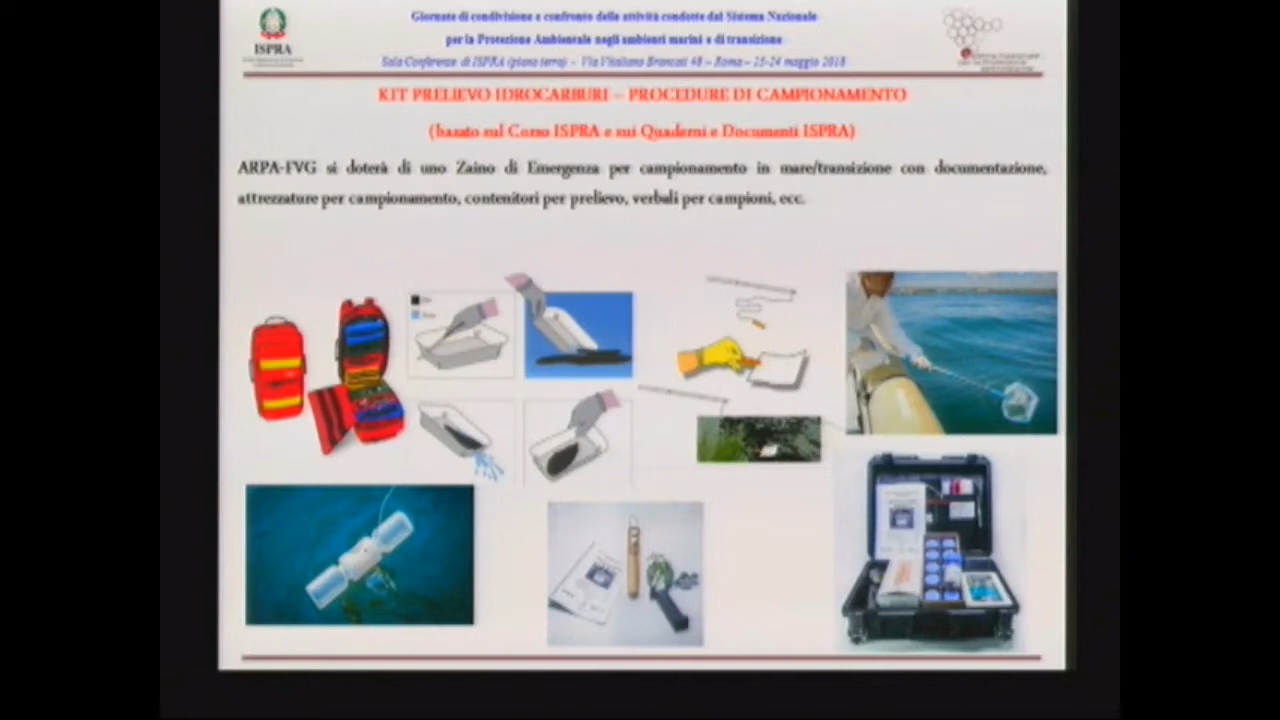 Giornate di condivisione e confronto delle attività condotte dal Sistema Nazionale
per la Protezione Ambientale negli ambienti marini e di transizione
Sala Conferenze di ISPRA (piano terra) - Via Vitaliano Brancati 48 – Roma – 23-24 maggio 2018
ISPRA
KIT PRELIEVO IDROCARBURI – PROCEDURE DI CAMPIONAMENTO
(basato sul Corso ISPRA e sui Quaderni e Documenti ISPRA)
ARPA-FVG si doterà di uno Zaino di Emergenza per campionamento in mare/transizione con documentazione,
attrezzature per campionamento, contenitori per prelievo, verbali per campioni, ecc.